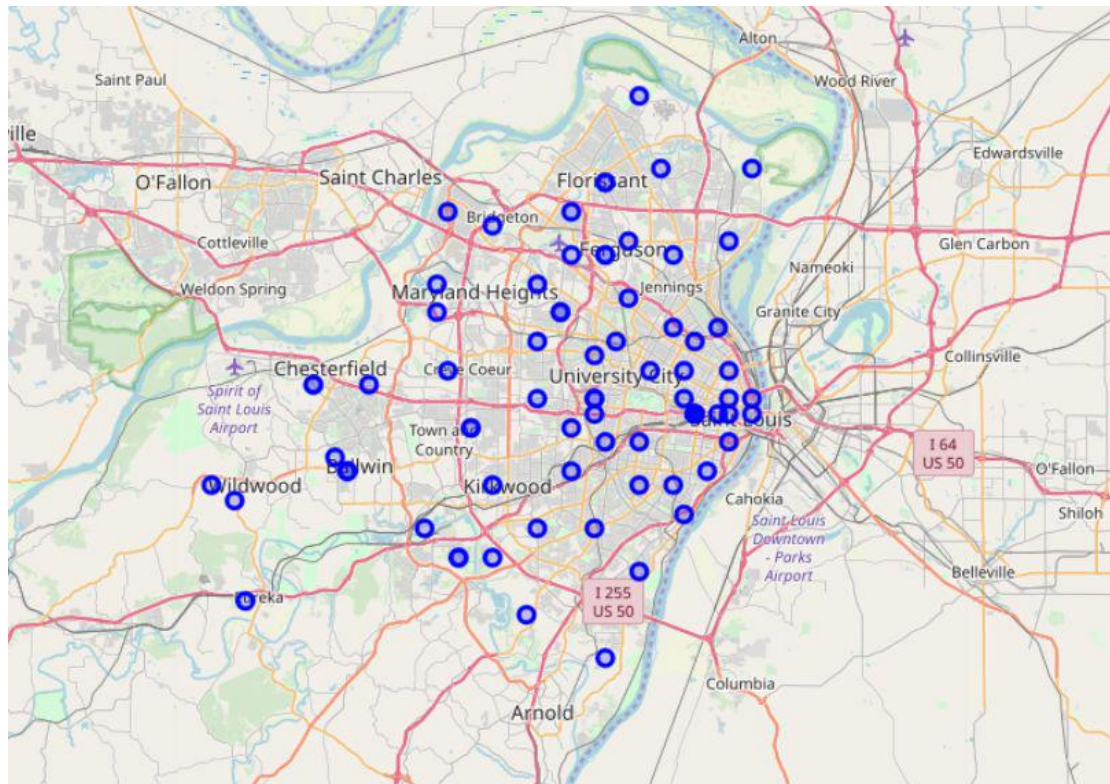 Alton
Saint Paul
Wood River
ville
Edwardsville
O'Fallon
Saint Charles
Florissant
Bridgeton
Cottleville
Ferguson
Glen Carbon
Nameoki
Weldon Spring
Maryland Heights
Jennings
Granite City
Collinsville
Chesterfield
Creve Coeur
University City
Spirit of
Saint Louis
Airport
Town and
Country
Saint Louis
I 64
US 50
Ballwin
O'Fallon
Wildwood
Kirkwood
Cahokia
Shiloh
Saint Louis
Downtown
- Parks
Airport
Belleville
Eureka
I 255
US 50
Columbia
Arnold